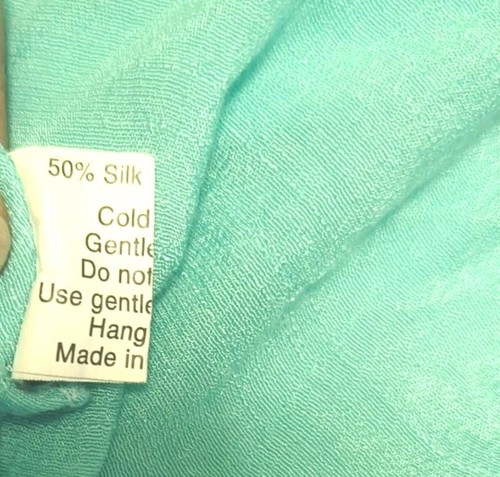 50% Silk
Cold
Gentle
Do not
Use gentle
Hang
Made in